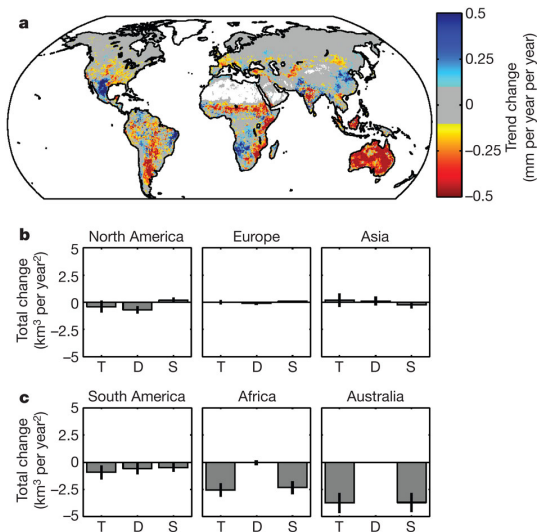 a
0.5
0.25
0
−0.25
−0.5
Trend change
(mm per year per year)
b
North America
Europe
Asia
Total change
(km³ per year²)
5
2.5
0
−2.5
−5
T D S
T D S
T D S
c
South America
Africa
Australia
Total change
(km³ per year²)
5
2.5
0
−2.5
−5
T D S
T D S
T D S